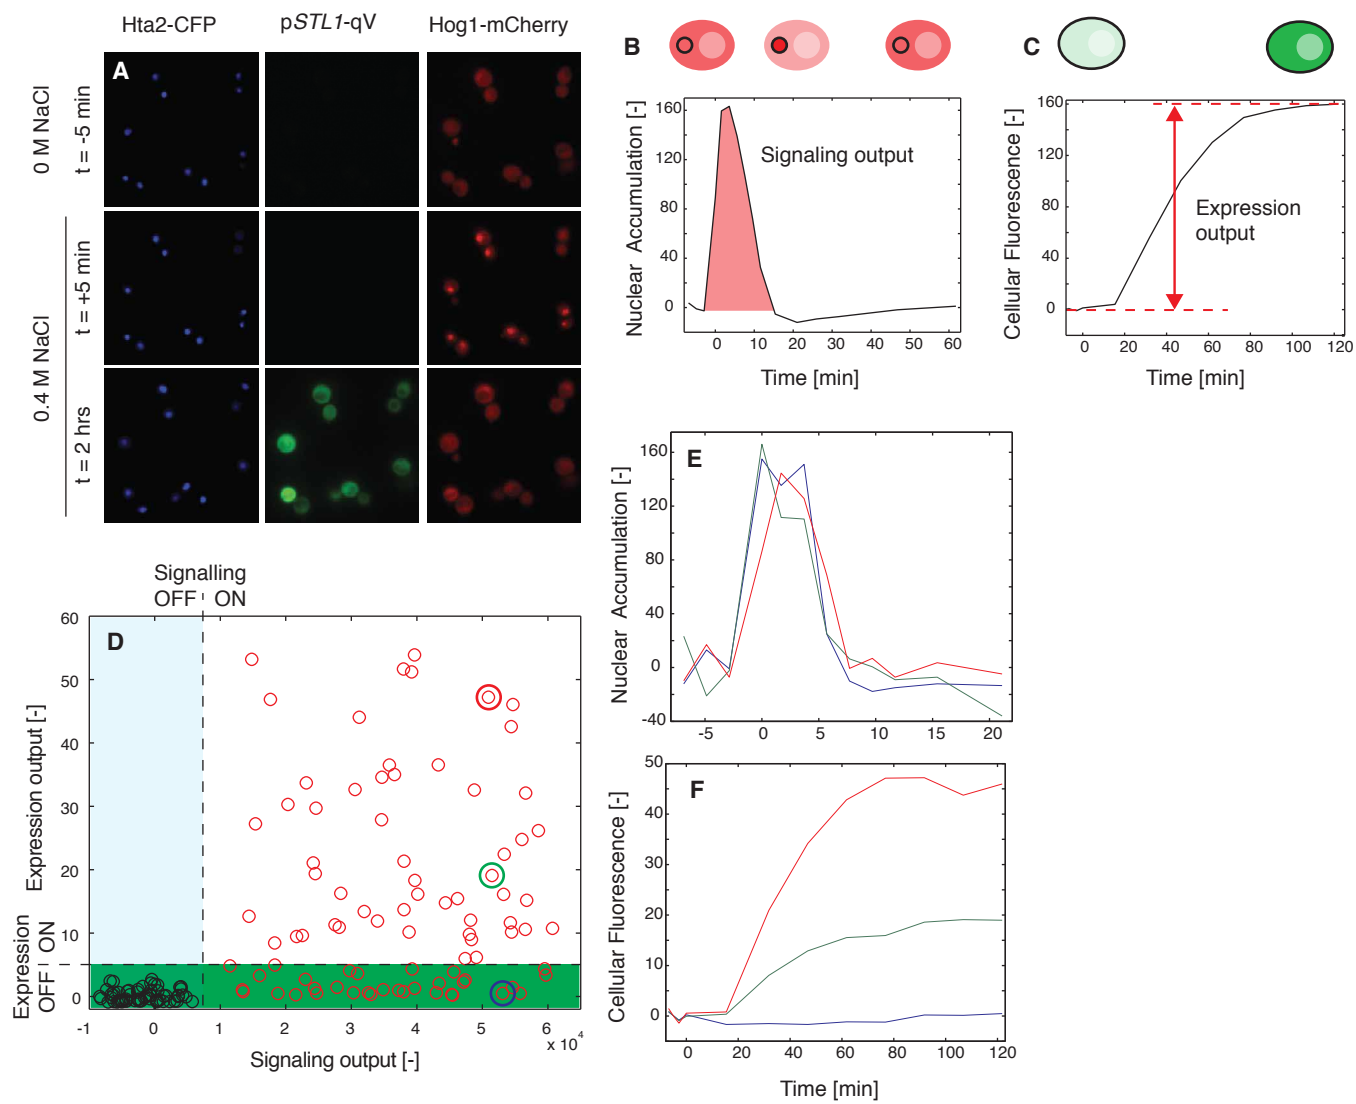 Hta2-CFP
pSTL1-qV
Hog1-mCherry
A
0 M NaCl
t = -5 min
0.4 M NaCl
t = +5 min
t = 2 hrs
B
Nuclear Accumulation [-]
160
120
80
40
0
Signaling output
0 10 20 30 40 50 60
Time [min]
C
Cellular Fluorescence [-]
160
120
80
40
0
Expression
output
0 20 40 60 80 100 120
Time [min]
Signalling
OFF ON
D
Expression output [-]
Expression
OFF ON
60
50
40
30
20
10
0
-1 0 1 2 3 4 5 6
x 10⁴
Signaling output [-]
E
Nuclear Accumulation [-]
160
120
80
40
0
-40
-5 0 5 10 15 20
F
Cellular Fluorescence [-]
50
40
30
20
10
0
0 20 40 60 80 100 120
Time [min]